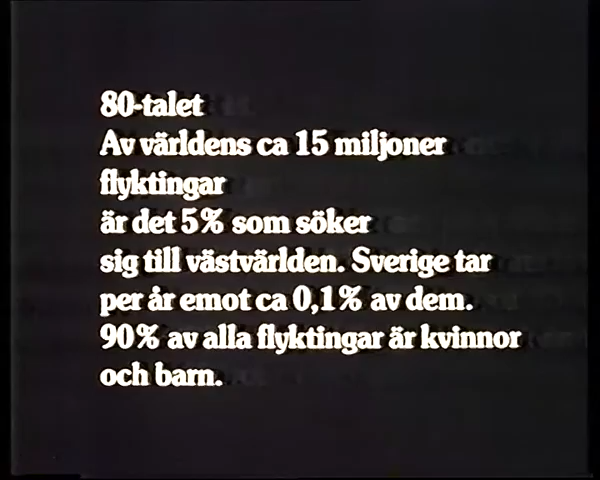 80-talet
Av världens ca 15 miljoner
flyktingar
är det 5% som söker
sig till västvärlden. Sverige tar
per år emot ca 0,1% av dem.
90% av alla flyktingar är kvinnor
och barn.